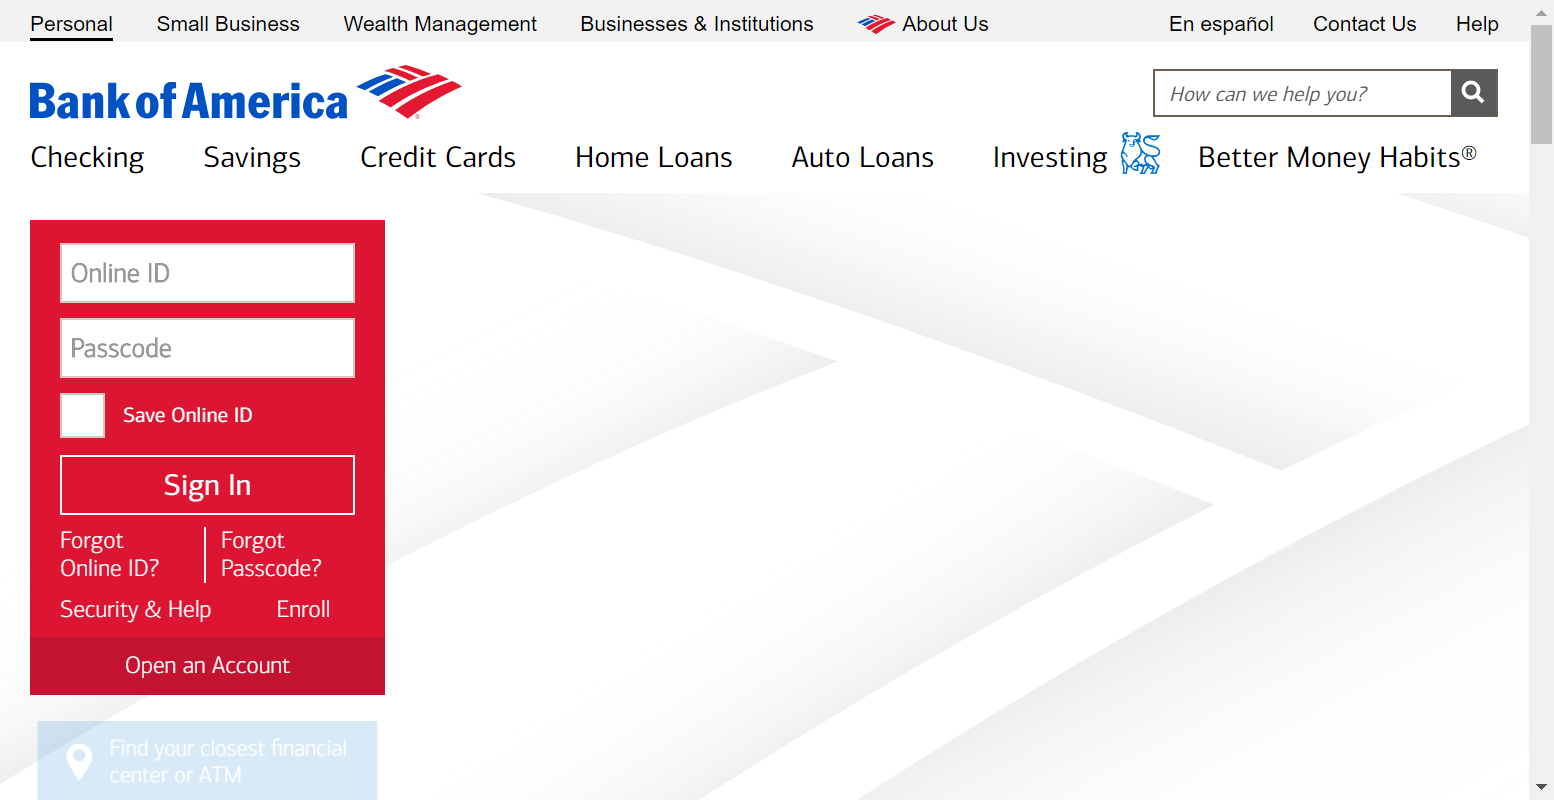 Personal
Small Business
Wealth Management
Businesses & Institutions
About Us
En español
Contact Us
Help
Bank of America
How can we help you?
Checking
Savings
Credit Cards
Home Loans
Auto Loans
Investing
Better Money Habits®
Online ID
Passcode
Save Online ID
Sign In
Forgot
Online ID?
Forgot
Passcode?
Security & Help
Enroll
Open an Account
Find your closest financial
center or ATM